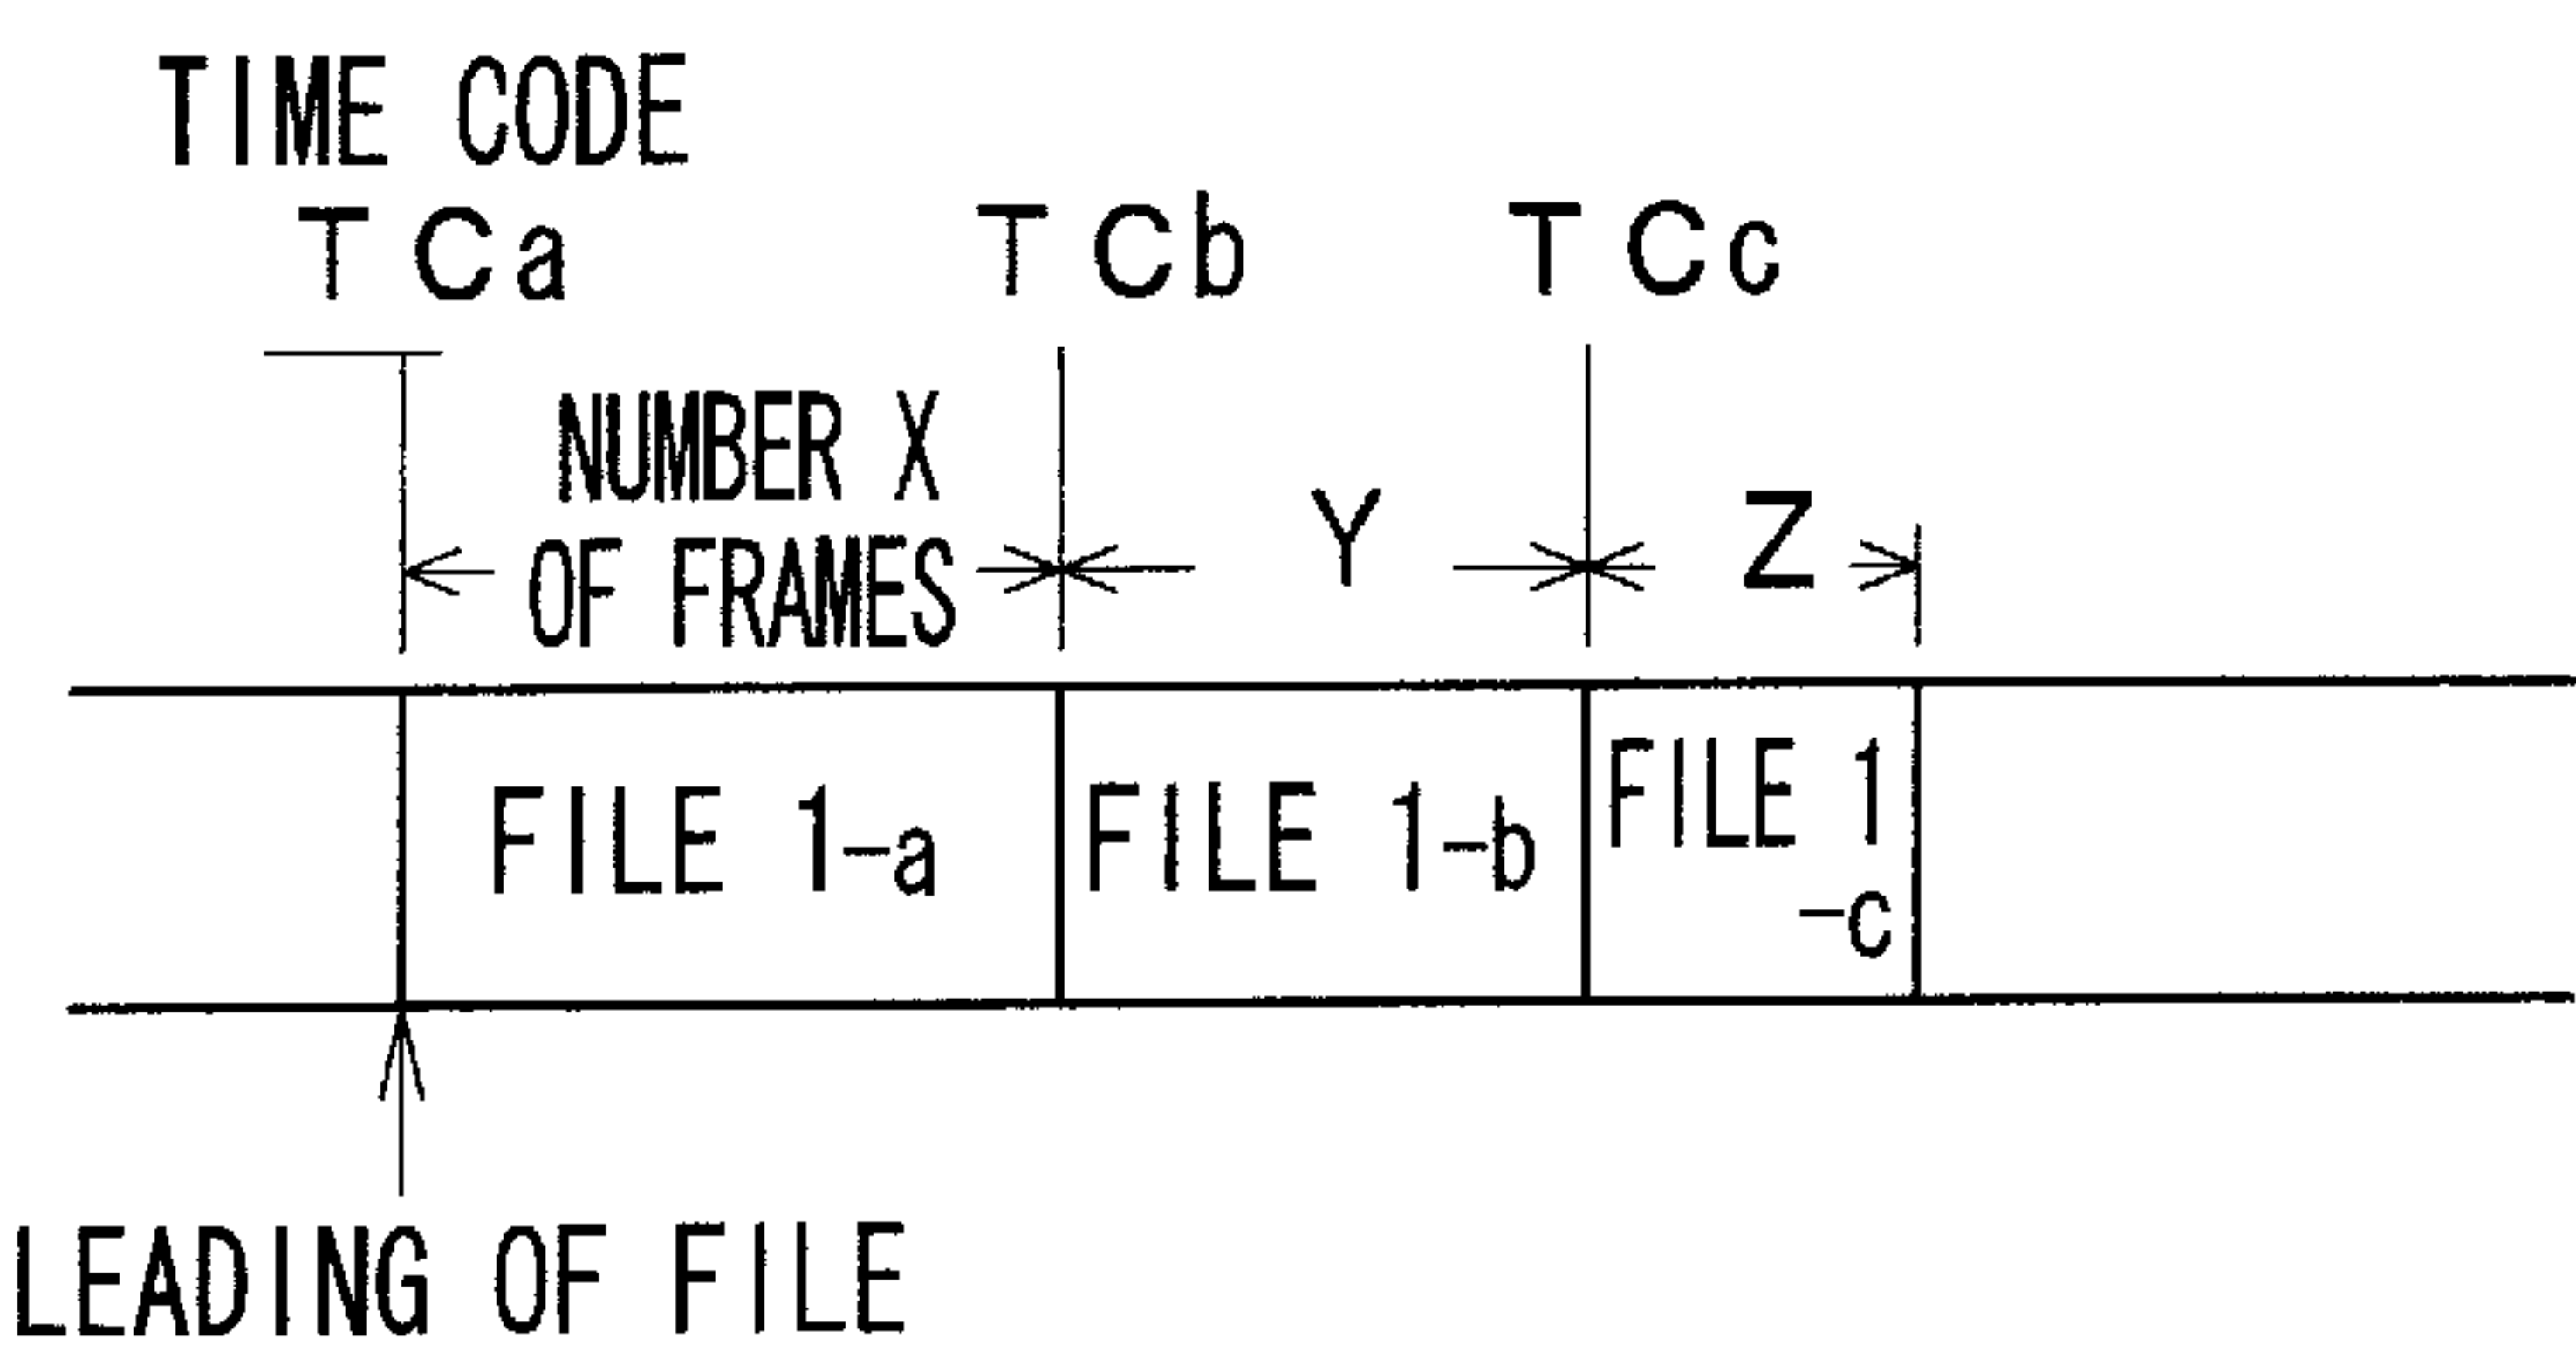 TIME CODE
TCa TCb TCc
NUMBER X
OF FRAMES Y Z
FILE 1-a FILE 1-b FILE 1
-c
LEADING OF FILE